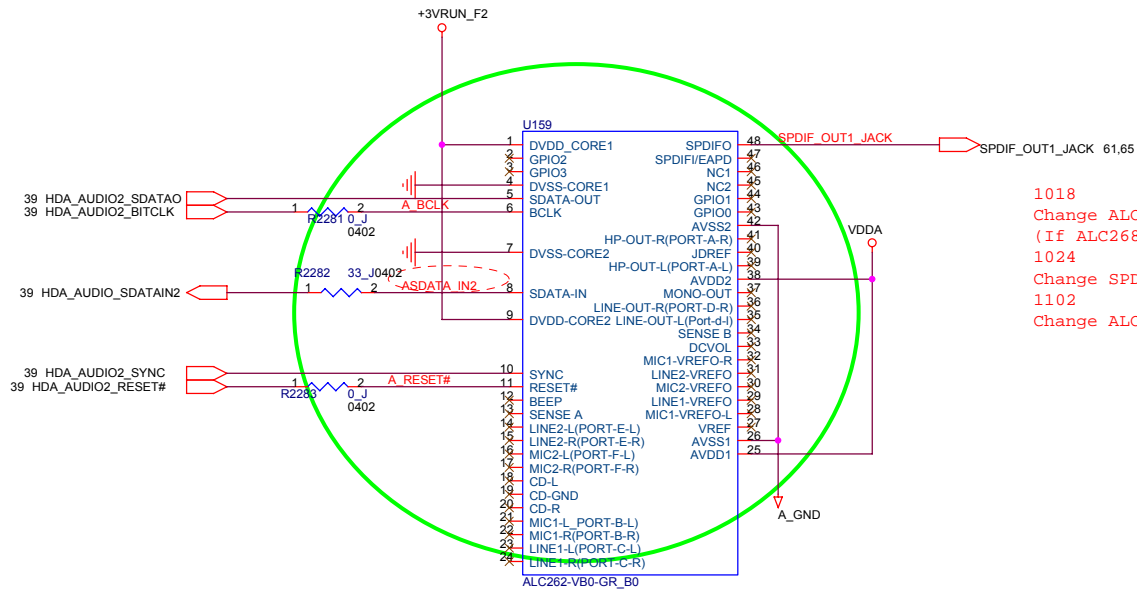 +3VRUN_F2
U159
1 DVDD_CORE1
2 GPIO2
3 GPIO3
4 DVSS-CORE1
39 HDA_AUDIO2_SDATAO 5 SDATA-OUT
39 HDA_AUDIO2_BITCLK 1 R2281 0_J 0402 2 A_BCLK 6 BCLK
7 DVSS-CORE2
39 HDA_AUDIO_SDATAIN2 1 R2282 33_J0402 2 ASDATA_IN2 8 SDATA-IN
9 DVDD-CORE2
39 HDA_AUDIO2_SYNC 10 SYNC
39 HDA_AUDIO2_RESET# 1 R2283 0_J 0402 2 A_RESET# 11 RESET#
12 BEEP
13 SENSE A
14 LINE2-L(PORT-E-L)
15 LINE2-R(PORT-E-R)
16 MIC2-L(PORT-F-L)
17 MIC2-R(PORT-F-R)
18 CD-L
19 CD-GND
20 CD-R
21 MIC1-L_PORT-B-L)
22 MIC1-R(PORT-B-R)
23 LINE1-L(PORT-C-L)
24 LINE1-R(PORT-C-R)
ALC262-VB0-GR_B0
SPDIFO 48 SPDIF_OUT1_JACK SPDIF_OUT1_JACK 61,65
SPDIFI/EAPD 47
NC1 46
NC2 45
GPIO1 44
GPIO0 43
AVSS2 42
HP-OUT-R(PORT-A-R) 41
JDREF 40
HP-OUT-L(PORT-A-L) 39
AVDD2 38
MONO-OUT 37
LINE-OUT-R(PORT-D-R) 36
LINE-OUT-L(Port-d-l) 35
SENSE B 34
DCVOL 33
MIC1-VREFO-R 32
LINE2-VREFO 31
MIC2-VREFO 30
LINE1-VREFO 29
MIC1-VREFO-L 28
VREF 27
AVSS1 26
AVDD1 25
VDDA
A_GND
1018
Change ALC
(If ALC268
1024
Change SPD
1102
Change ALC